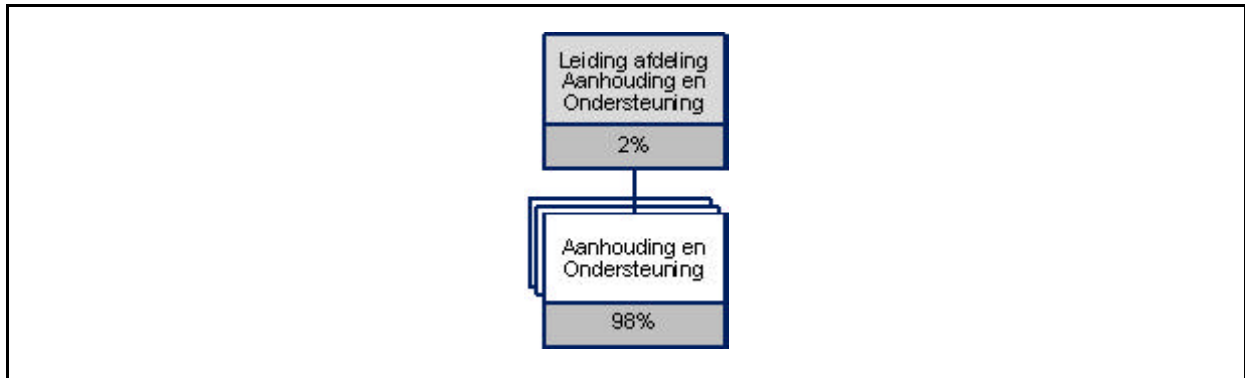 Leiding afdeling
Aanhouding en
Ondersteuning
2%
Aanhouding en
Ondersteuning
98%